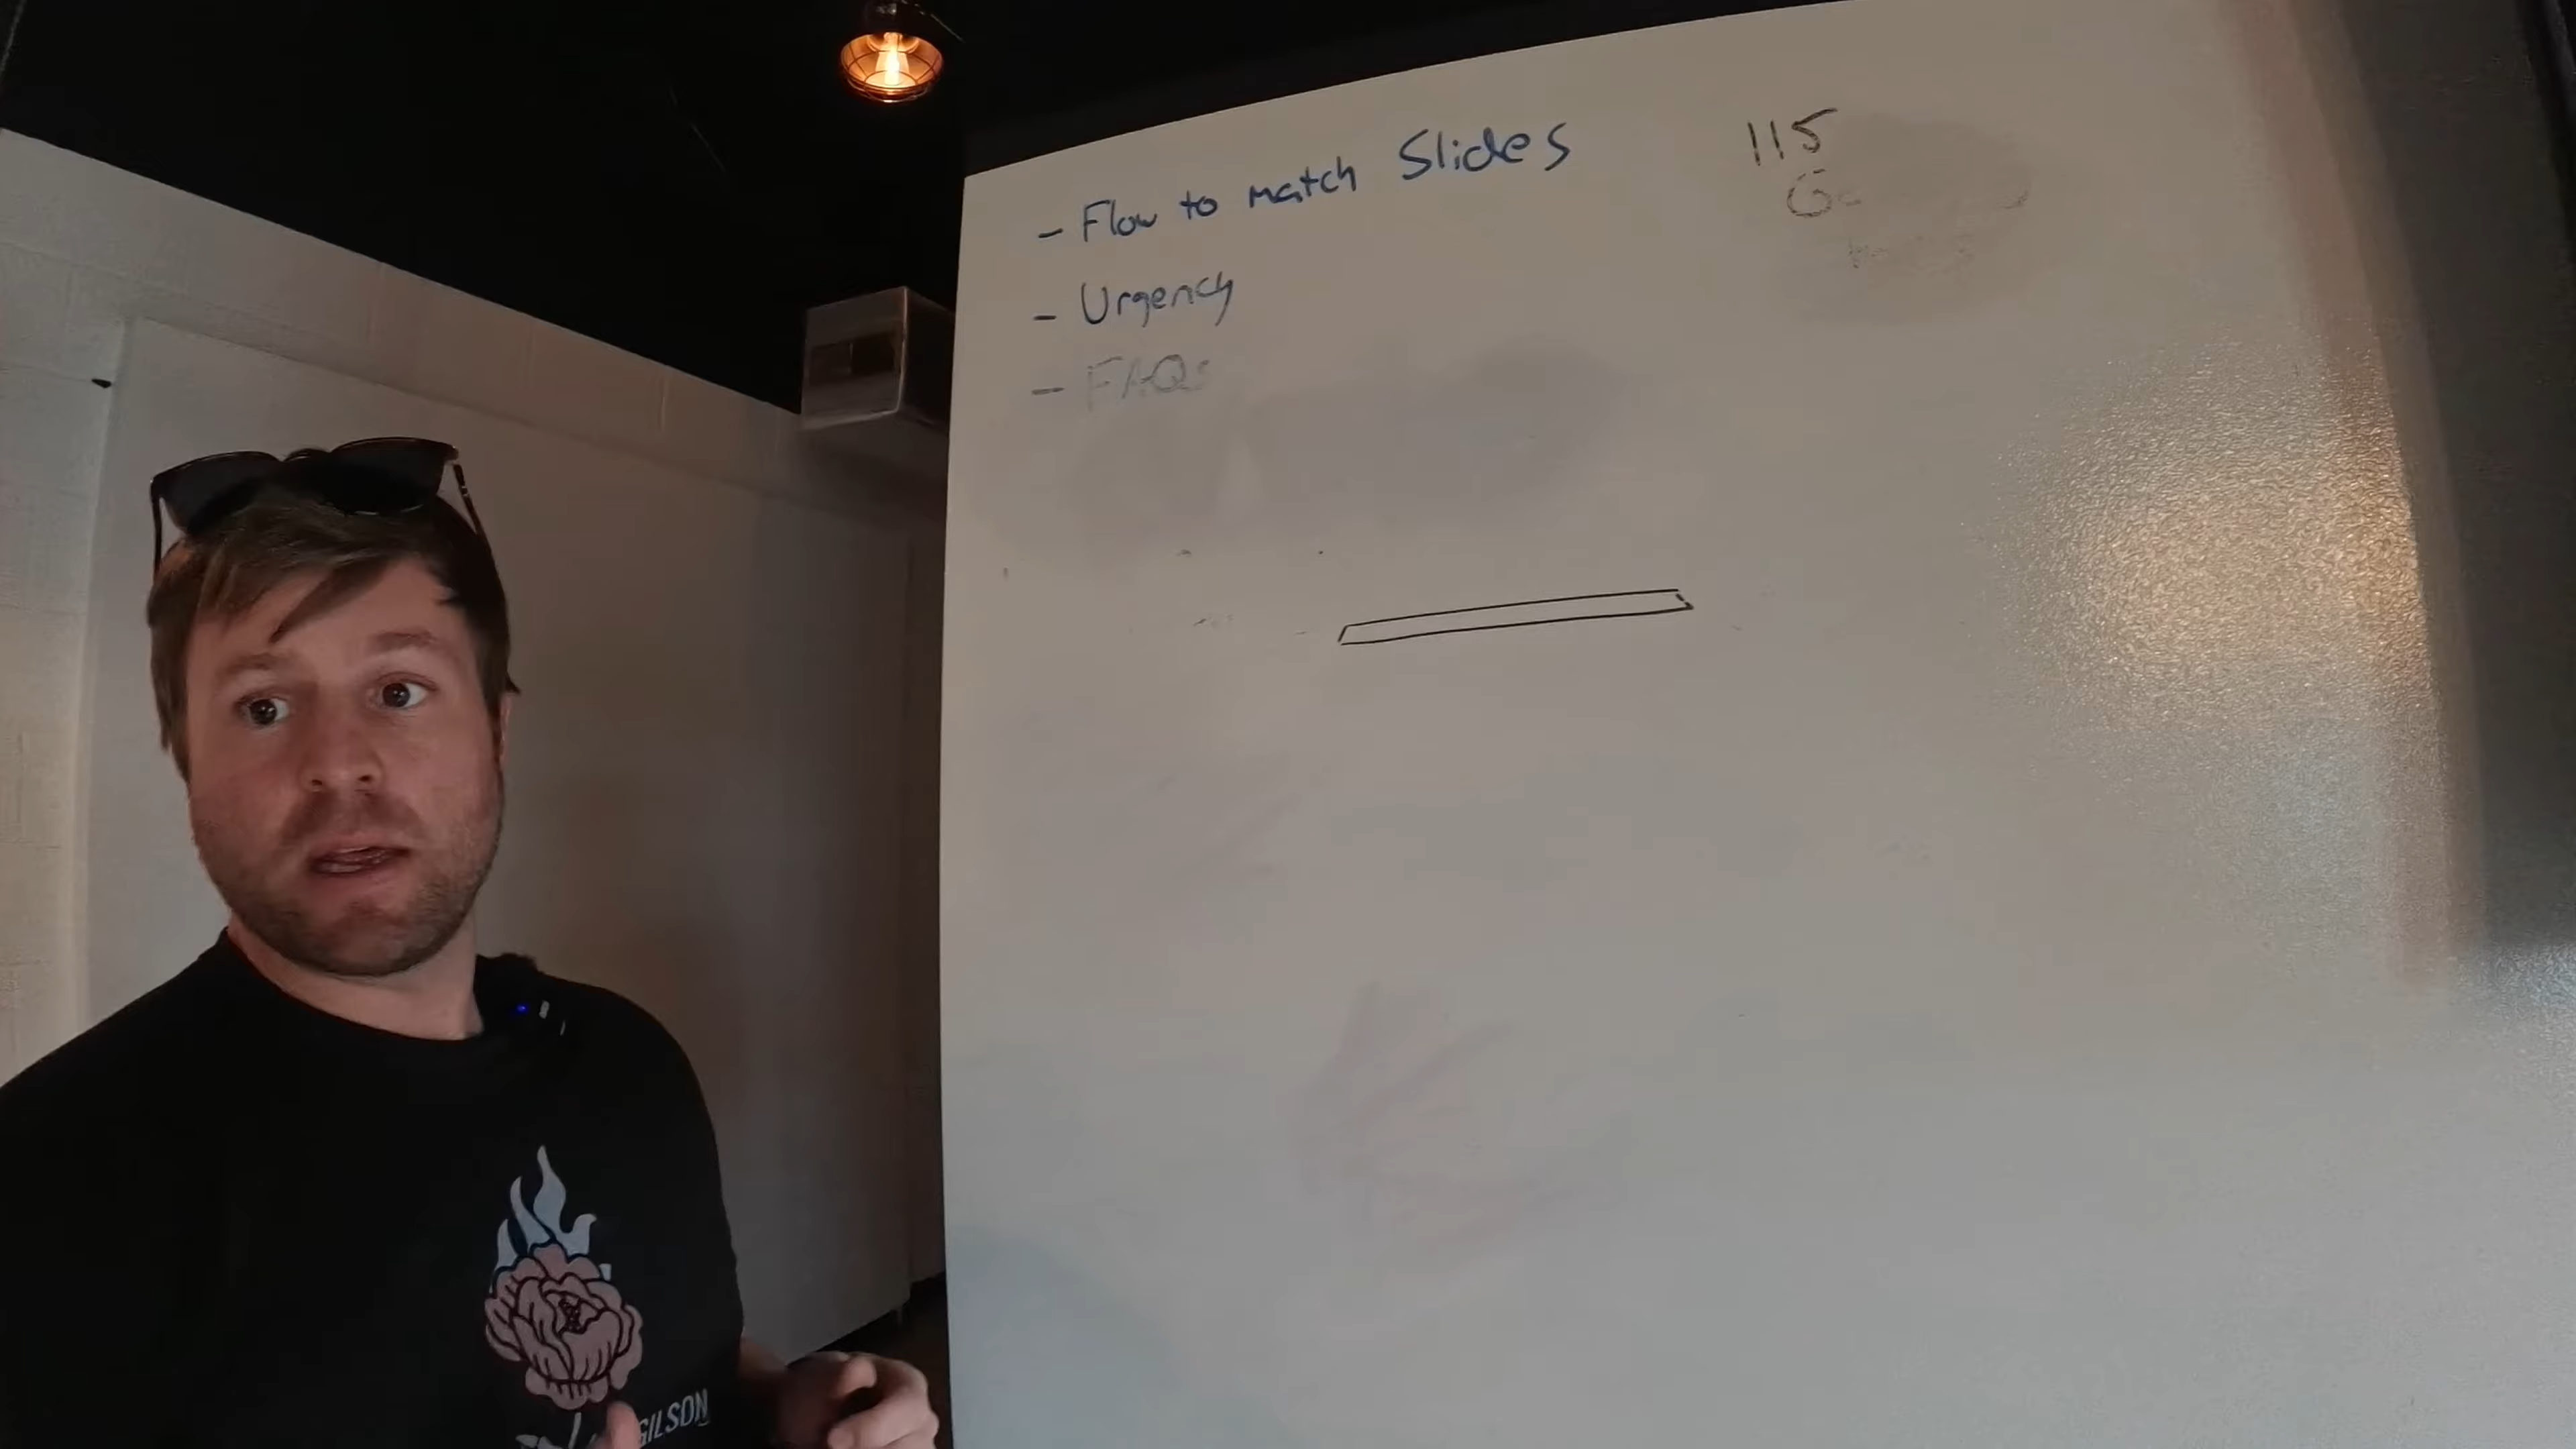 - Flow to match Slides
- Urgency
- FAQs
115
GILSON